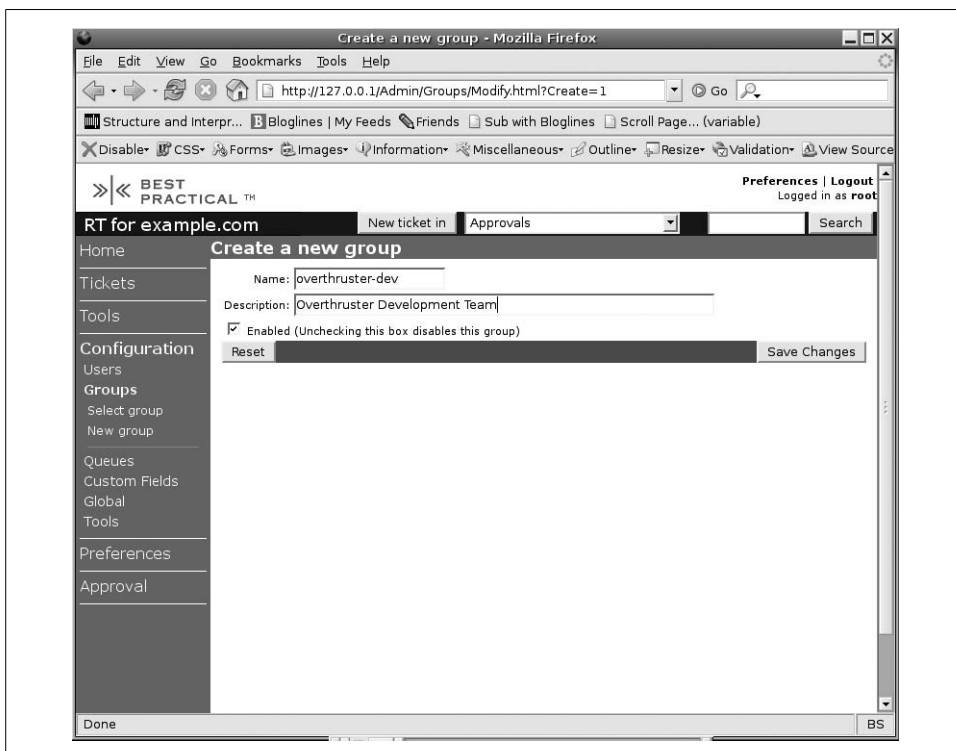 Create a new group - Mozilla Firefox
File Edit View Go Bookmarks Tools Help
http://127.0.0.1/Admin/Groups/Modify.html?Create=1 Go
Structure and Interpr... Bloglines | My Feeds Friends Sub with Bloglines Scroll Page... (variable)
Disable CSS Forms Images Information Miscellaneous Outline Resize Validation View Source
BEST
PRACTICAL ™
Preferences | Logout
Logged in as root
RT for example.com New ticket in Approvals Search
Home
Tickets
Tools
Configuration
Users
Groups
Select group
New group
Queues
Custom Fields
Global
Tools
Preferences
Approval
Create a new group
Name: overthruster-dev
Description: Overthruster Development Team
Enabled (Unchecking this box disables this group)
Reset Save Changes
Done BS